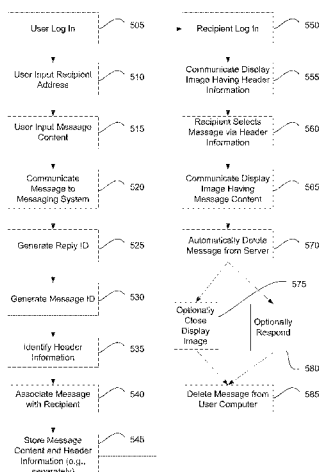 User Log In
505
User Input Recipient
Address
510
User Input Message
Content
515
Communicate
Message to
Messaging System
520
Generate Reply ID
525
Generate Message ID
530
Identify Header
Information
535
Associate Message
with Recipient
540
Store Message
Content and Header
Information (e.g.,
separately)
545
Recipient Log In
550
Communicate Display
Image Having Header
Information
555
Recipient Selects
Message via Header
Information
560
Communicate Display
Image Having
Message Content
565
Automatically Delete
Message from Server
570
575
Optionally
Close
Display
Image
Optionally
Respond
580
Delete Message from
User Computer
585